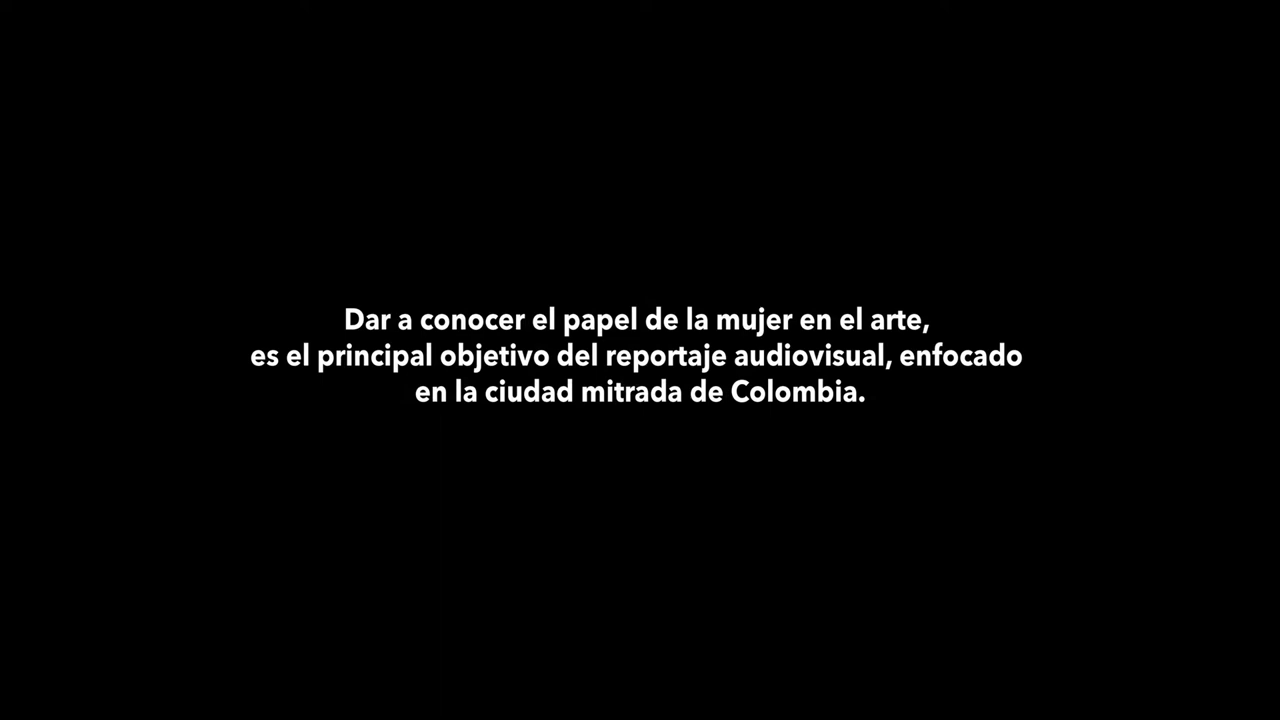 Dar a conocer el papel de la mujer en el arte,
es el principal objetivo del reportaje audiovisual, enfocado
en la ciudad mitrada de Colombia.